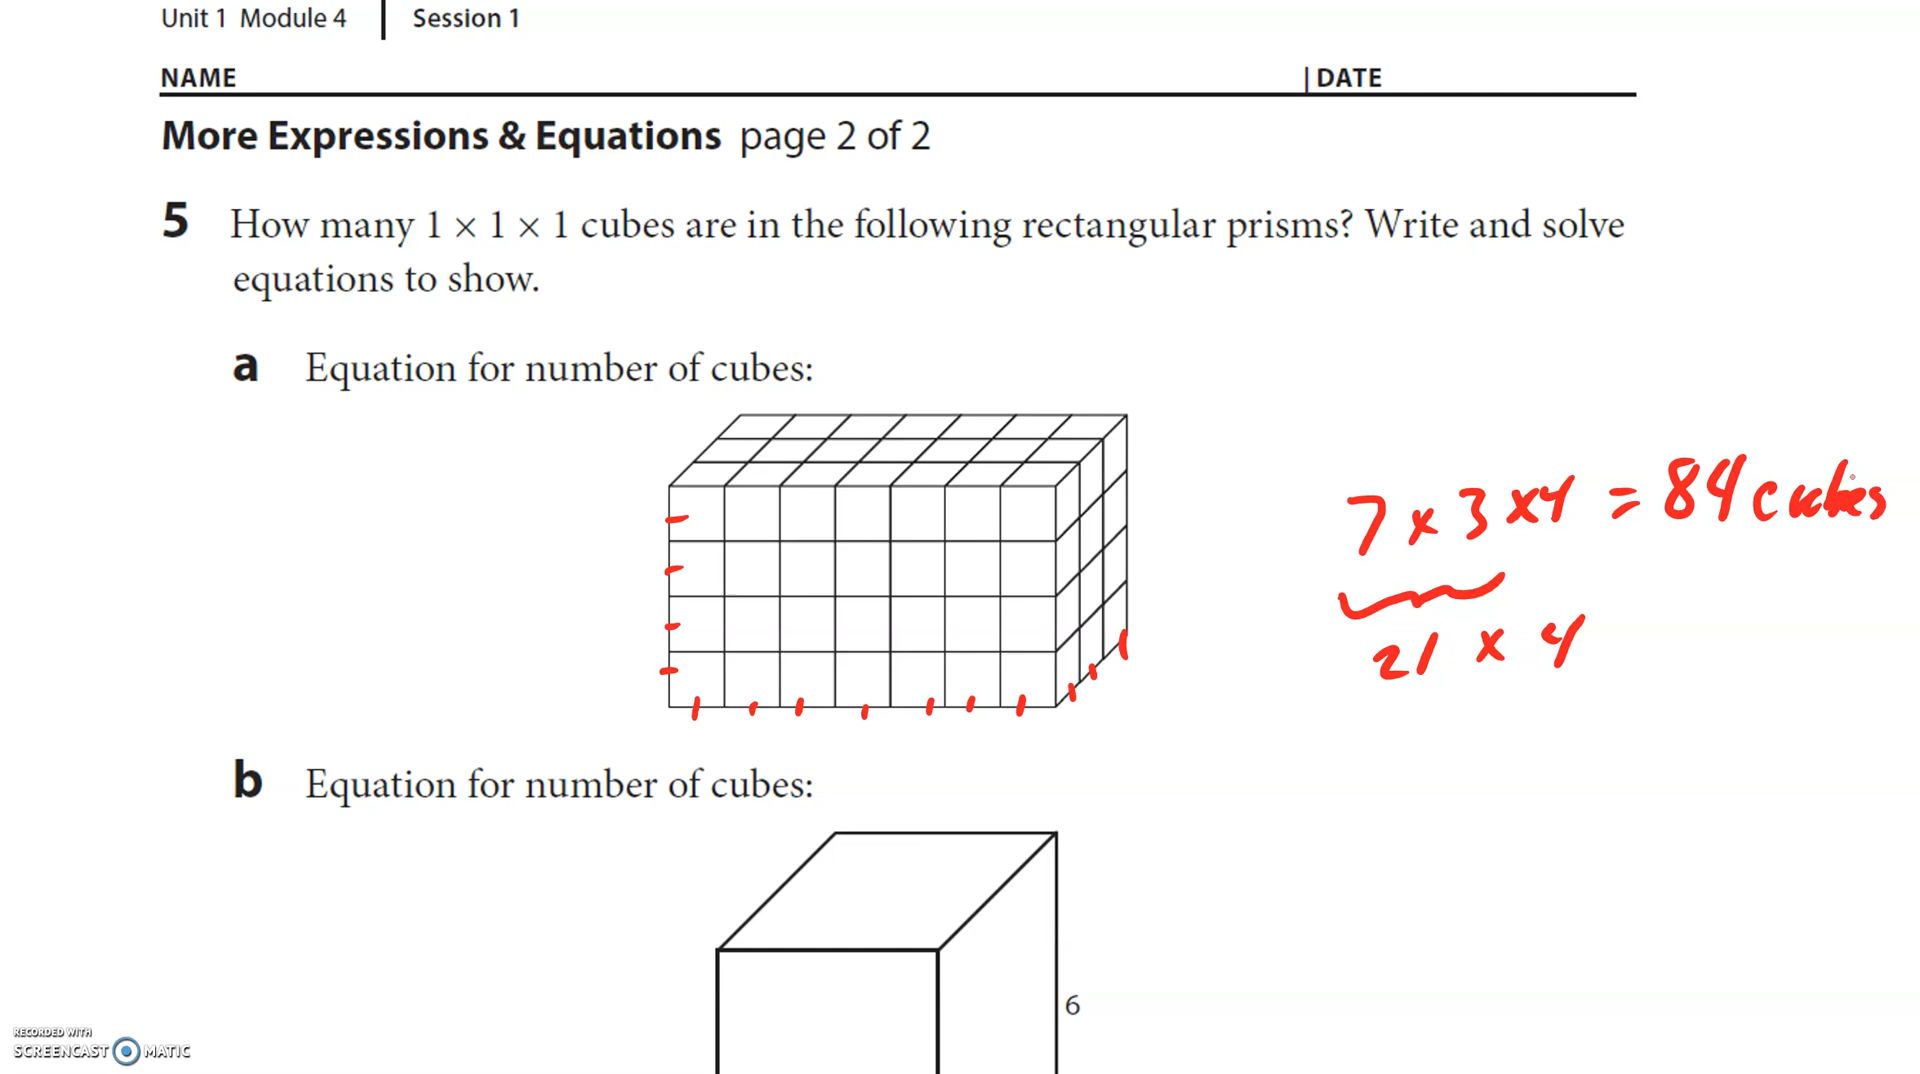 Unit 1 Module 4 | Session 1
NAME | DATE
More Expressions & Equations page 2 of 2
5 How many 1 × 1 × 1 cubes are in the following rectangular prisms? Write and solve
equations to show.
a Equation for number of cubes:
7 × 3 × 4 = 84 cubes
21 × 4
b Equation for number of cubes:
6
RECORDED WITH
SCREENCAST MATIC